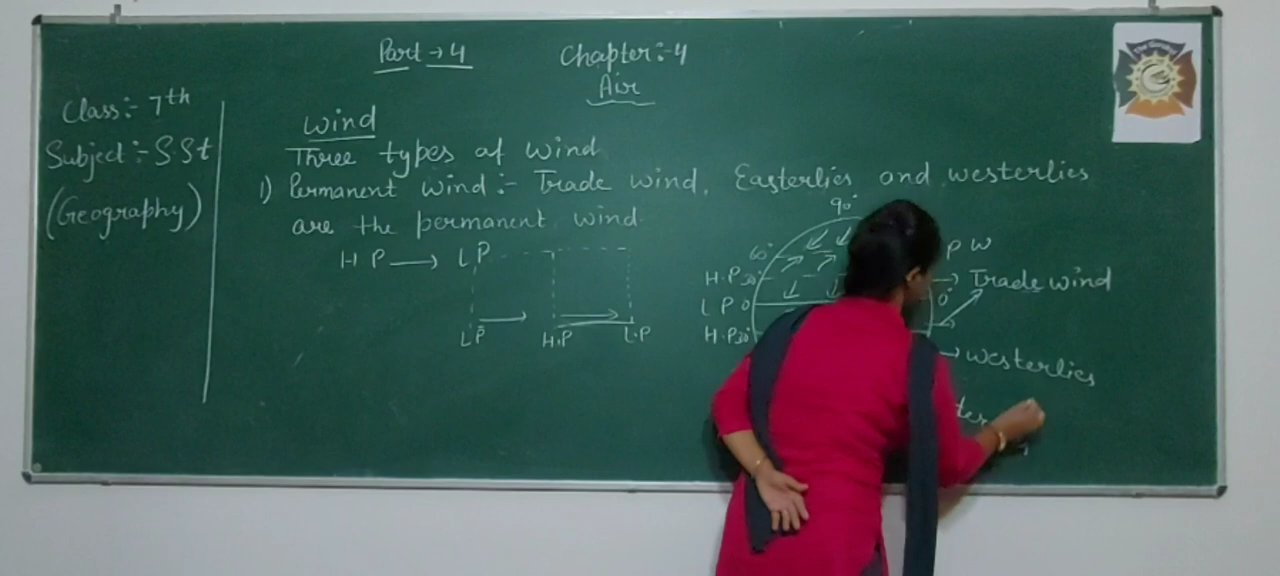 Part → 4
Chapter:- 4
Air
Class:- 7th
Subject:- S St
(Geography)
Wind
Three types of wind
1) Permanent wind:- Trade wind, Easterlies and westerlies
are the permanent wind
H P → L P
L P → H.P → L.P
90°
60°
P W
H.P 30°
→ Trade wind
L P 0
0°
H.P 30°
→ westerlies